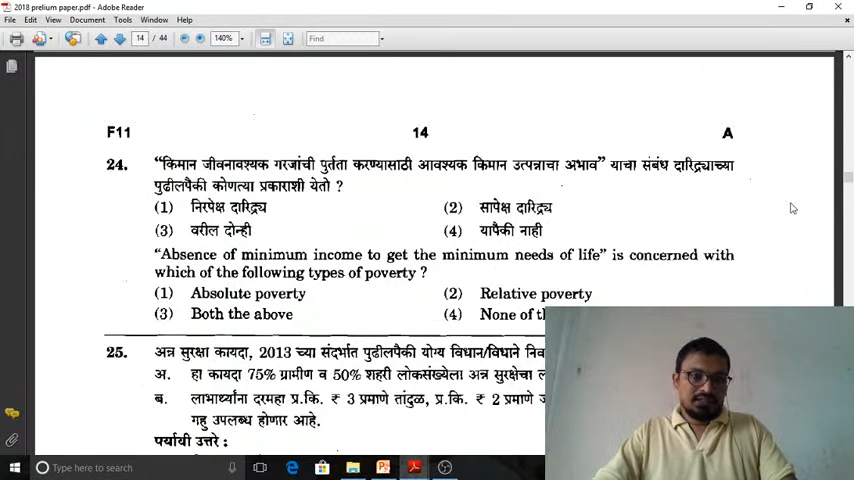 2018 prelium paper.pdf - Adobe Reader
File Edit View Document Tools Window Help
14 / 44 140% Find
F11 14 A
24. "किमान जीवनावश्यक गरजांची पुर्तता करण्यासाठी आवश्यक किमान उत्पन्नाचा अभाव" याचा संबंध दारिद्र्याच्या
पुढीलपैकी कोणत्या प्रकाराशी येतो ?
(1) निरपेक्ष दारिद्र्य (2) सापेक्ष दारिद्र्य
(3) वरील दोन्ही (4) यापैकी नाही
"Absence of minimum income to get the minimum needs of life" is concerned with
which of the following types of poverty ?
(1) Absolute poverty (2) Relative poverty
(3) Both the above (4) None of
25. अन्न सुरक्षा कायदा, 2013 च्या संदर्भात पुढीलपैकी योग्य विधान/विधाने
अ. हा कायदा 75% ग्रामीण व 50% शहरी लोकसंख्येला अन्न सुरक्षेचा
ब. लाभार्थ्यांना दरमहा प्र.कि. ₹ 3 प्रमाणे तांदुळ, प्र.कि. ₹ 2 प्रमाणे
गहु उपलब्ध होणार आहे.
पर्यायी उत्तरे :
Type here to search